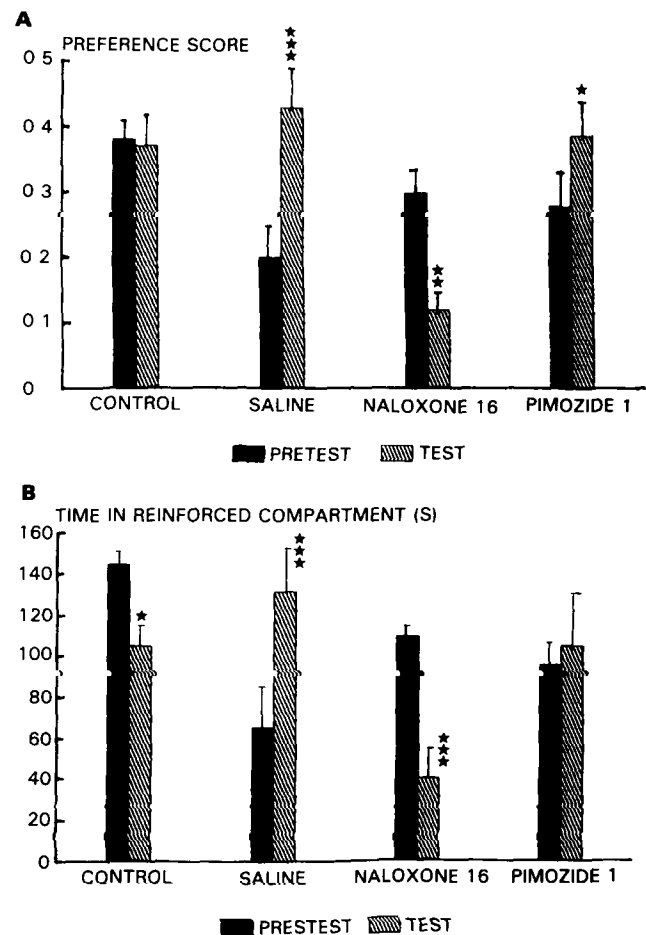 A
PREFERENCE SCORE
0 5
0 4
0 3
0 2
0 1
0
CONTROL SALINE NALOXONE 16 PIMOZIDE 1
PRETEST TEST
B
TIME IN REINFORCED COMPARTMENT (S)
160
140
120
100
80
60
40
20
0
CONTROL SALINE NALOXONE 16 PIMOZIDE 1
PRESTEST TEST